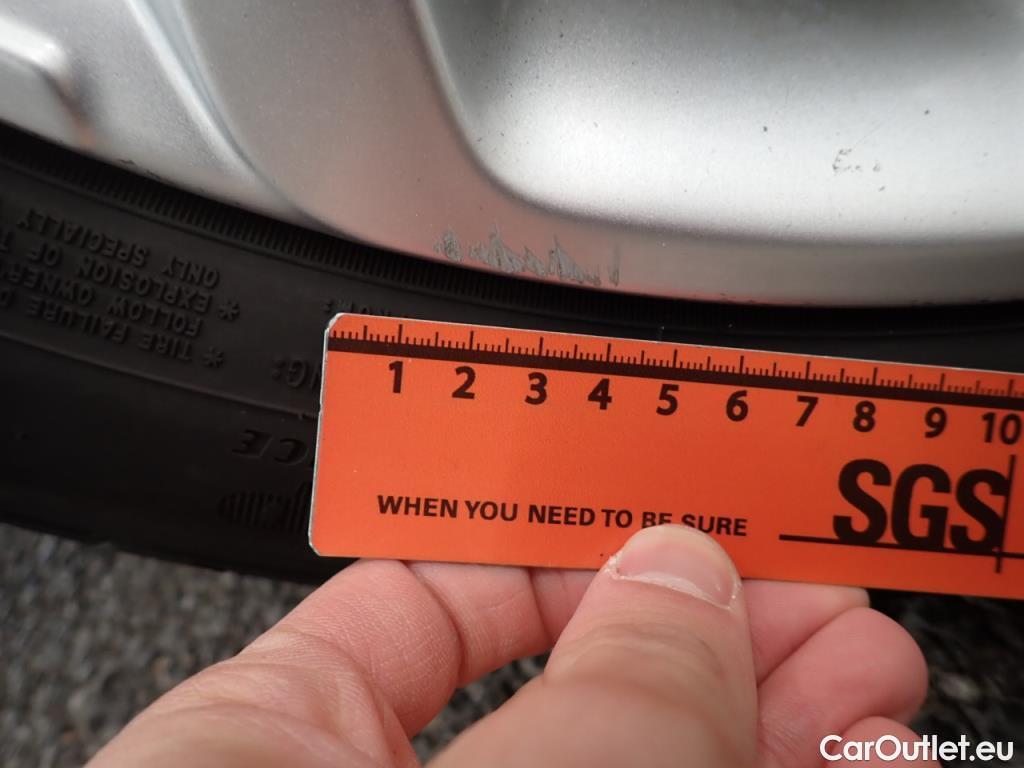 ONLY SPECIALLY
* EXPLOSION OF
FOLLOW OWNER
* TIRE FAILURE
1 2 3 4 5 6 7 8 9 10
SGS
WHEN YOU NEED TO BE SURE
CarOutlet.eu